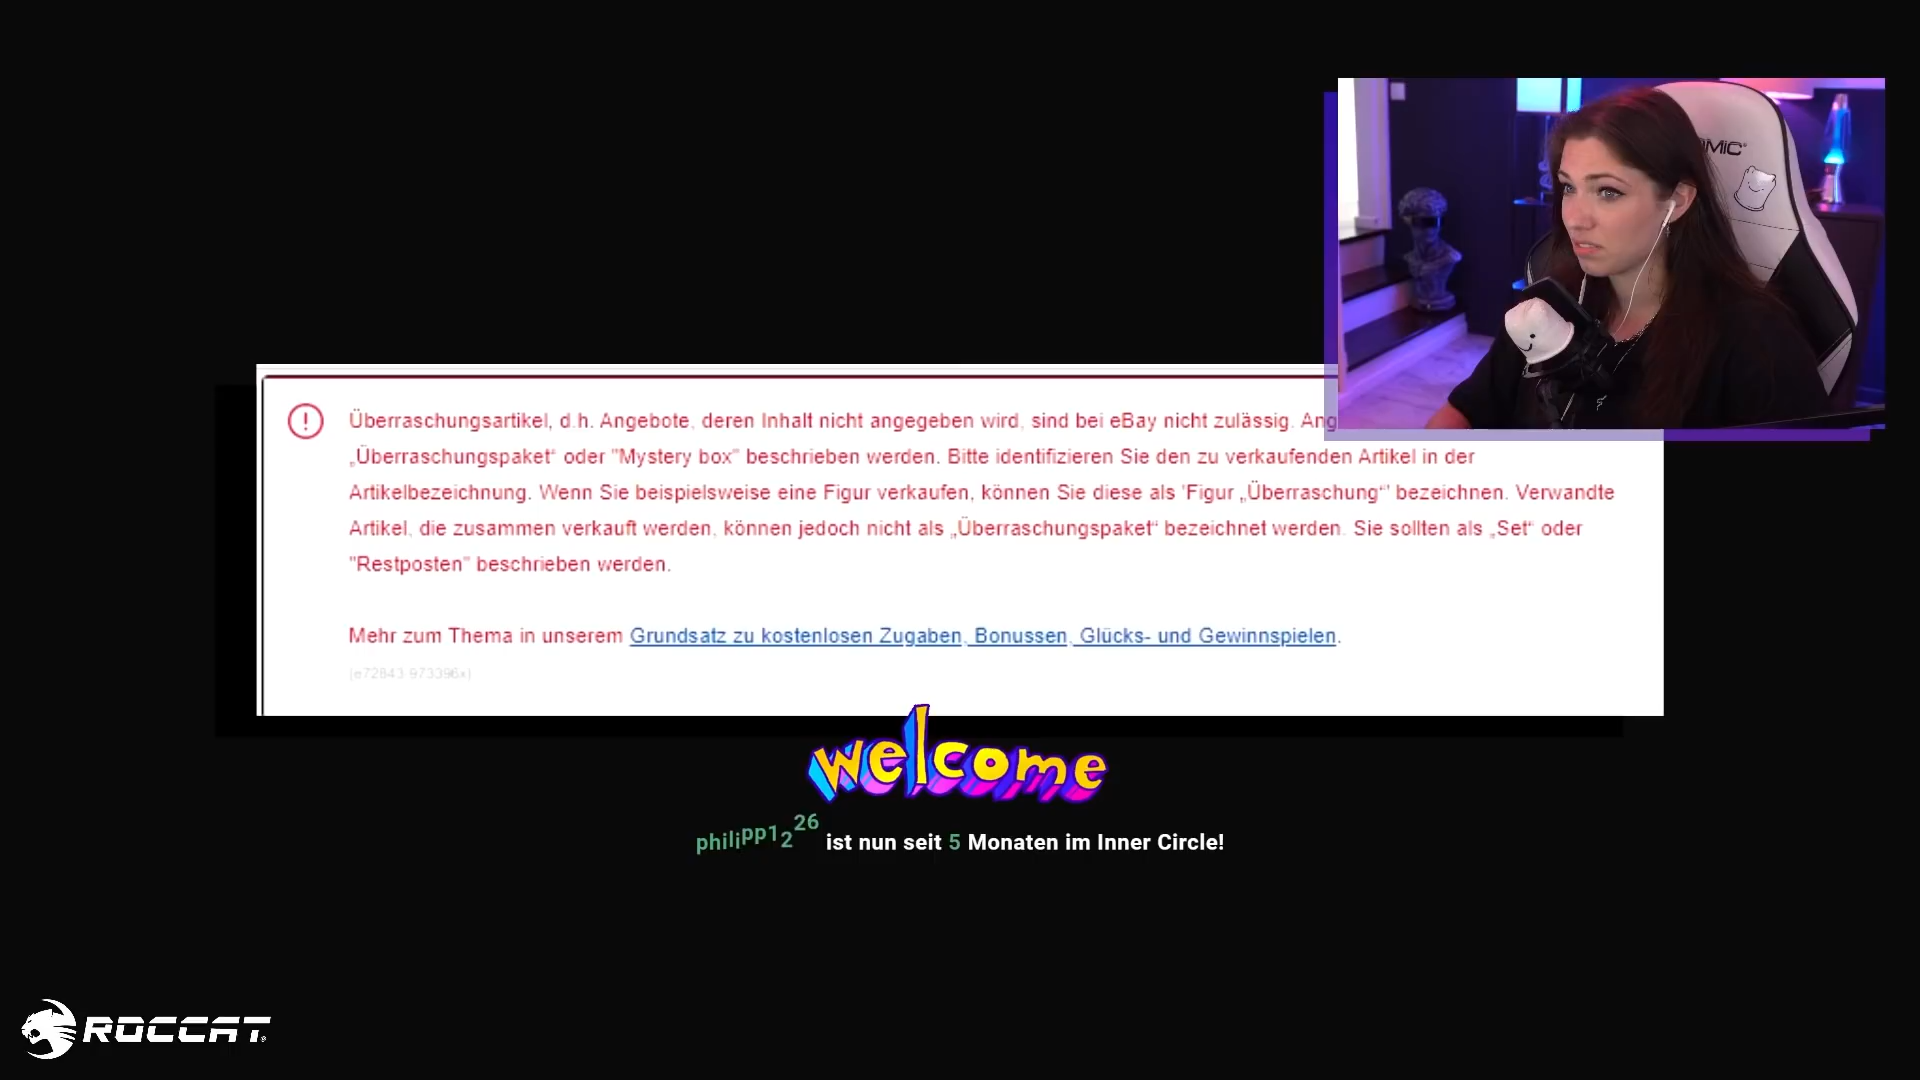 OMIC
Überraschungsartikel, d.h. Angebote, deren Inhalt nicht angegeben wird, sind bei eBay nicht zulässig. Ang
„Überraschungspaket“ oder "Mystery box" beschrieben werden. Bitte identifizieren Sie den zu verkaufenden Artikel in der
Artikelbezeichnung. Wenn Sie beispielsweise eine Figur verkaufen, können Sie diese als 'Figur „Überraschung“' bezeichnen. Verwandte
Artikel, die zusammen verkauft werden, können jedoch nicht als „Überraschungspaket“ bezeichnet werden. Sie sollten als „Set“ oder
"Restposten" beschrieben werden.
Mehr zum Thema in unserem Grundsatz zu kostenlosen Zugaben, Bonussen, Glücks- und Gewinnspielen.
(e72843-973396x)
welcome
philipp1226 ist nun seit 5 Monaten im Inner Circle!
ROCCAT